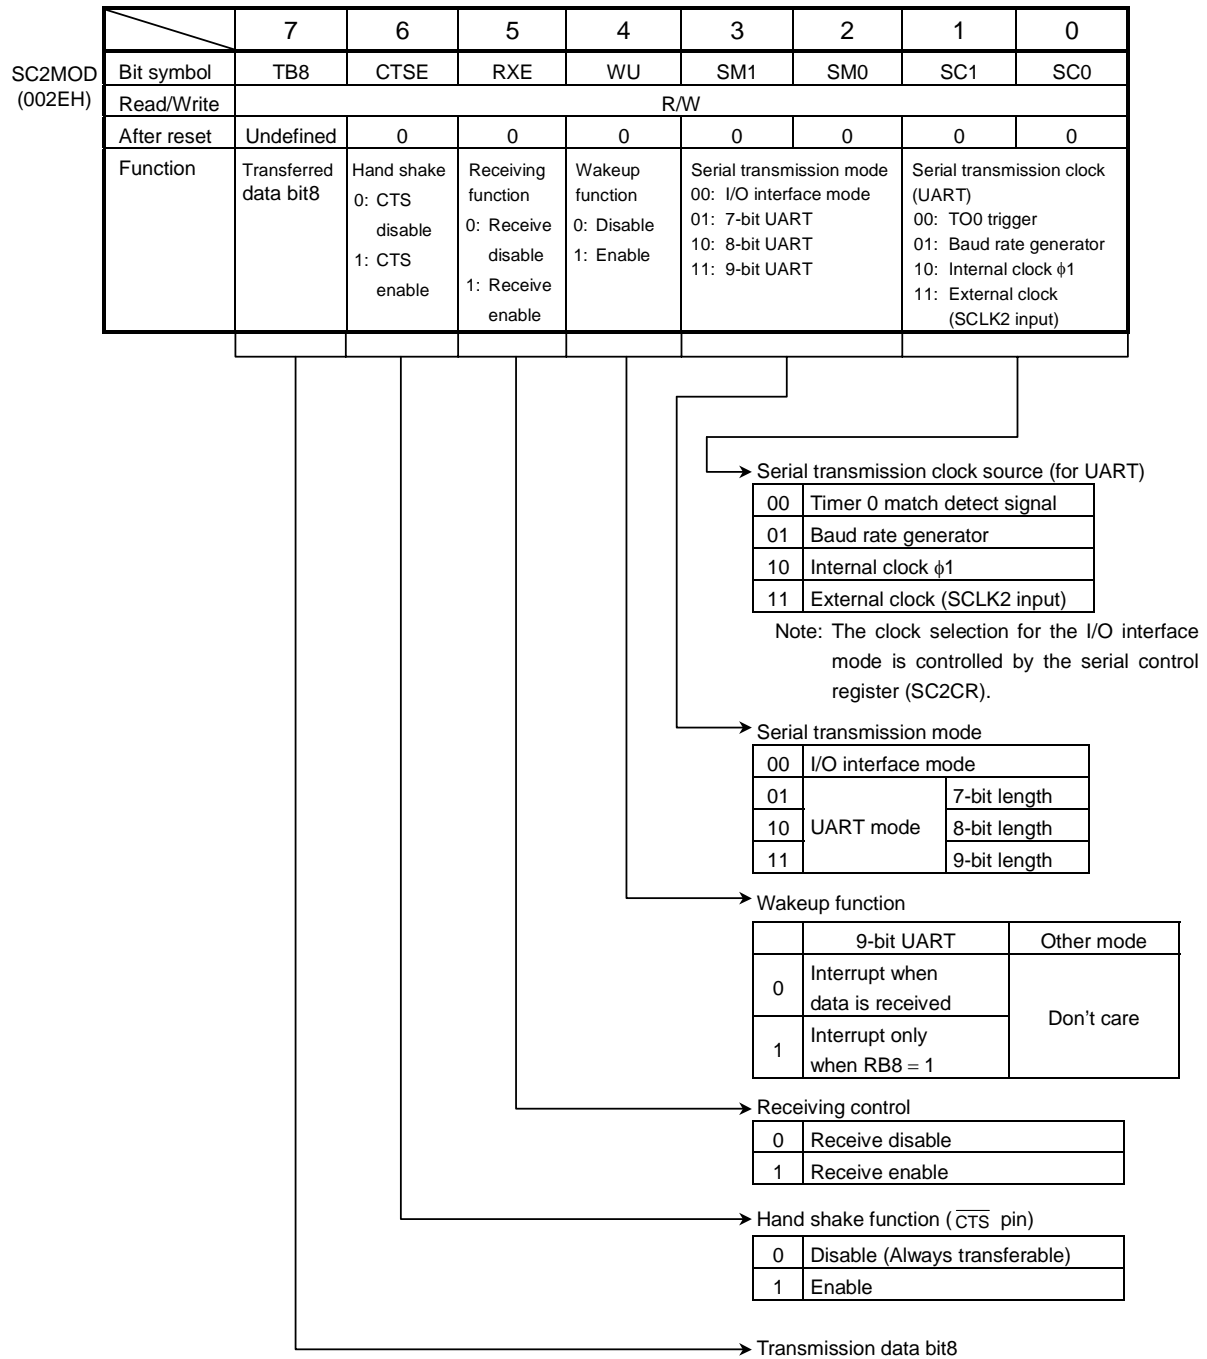 7 6 5 4 3 2 1 0
SC2MOD
(002EH)
Bit symbol TB8 CTSE RXE WU SM1 SM0 SC1 SC0
Read/Write R/W
After reset Undefined 0 0 0 0 0 0 0
Function
Transferred
data bit8
Hand shake
0: CTS
disable
1: CTS
enable
Receiving
function
0: Receive
disable
1: Receive
enable
Wakeup
function
0: Disable
1: Enable
Serial transmission mode
00: I/O interface mode
01: 7-bit UART
10: 8-bit UART
11: 9-bit UART
Serial transmission clock
(UART)
00: TO0 trigger
01: Baud rate generator
10: Internal clock ϕ1
11: External clock
(SCLK2 input)
Serial transmission clock source (for UART)
00 Timer 0 match detect signal
01 Baud rate generator
10 Internal clock ϕ1
11 External clock (SCLK2 input)
Note: The clock selection for the I/O interface
mode is controlled by the serial control
register (SC2CR).
Serial transmission mode
00 I/O interface mode
01 7-bit length
10 UART mode 8-bit length
11 9-bit length
Wakeup function
9-bit UART Other mode
0 Interrupt when
data is received
Don't care
1 Interrupt only
when RB8 = 1
Receiving control
0 Receive disable
1 Receive enable
Hand shake function (C̅T̅S̅ pin)
0 Disable (Always transferable)
1 Enable
Transmission data bit8